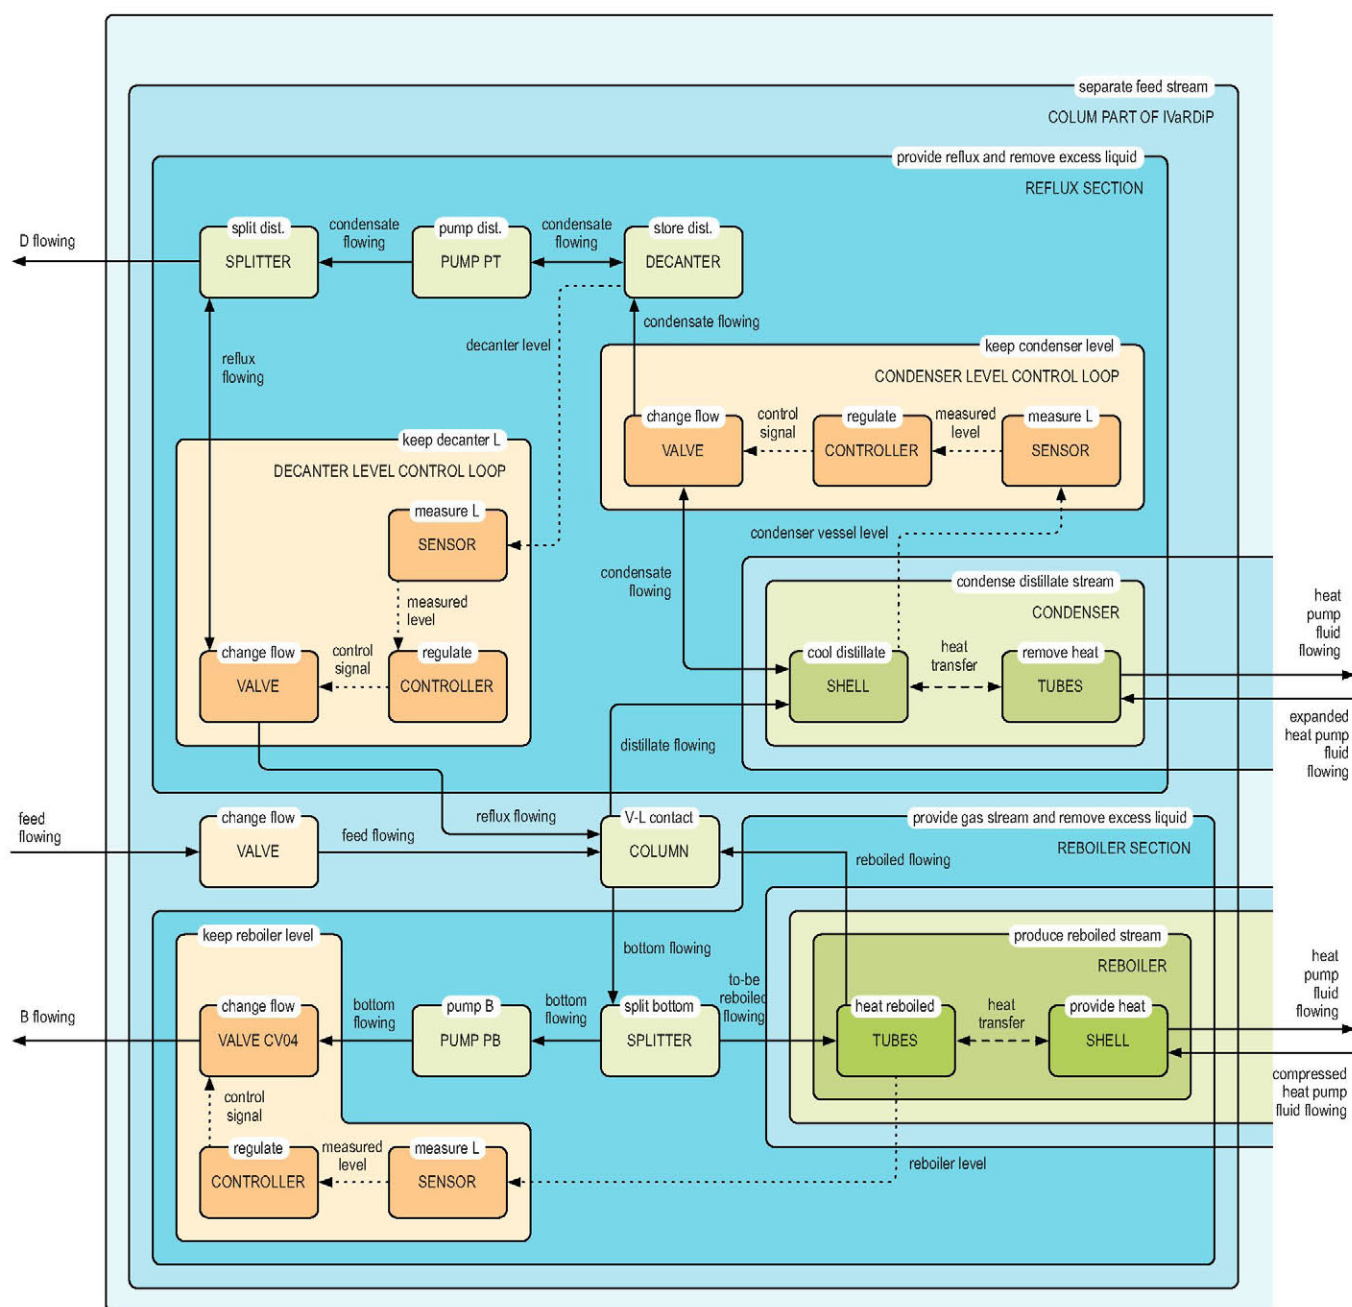 separate feed stream
COLUM PART OF IVaRDiP
provide reflux and remove excess liquid
REFLUX SECTION
D flowing
split dist.
SPLITTER
condensate
flowing
pump dist.
PUMP PT
condensate
flowing
store dist.
DECANTER
condensate flowing
decanter level
reflux
flowing
keep condenser level
CONDENSER LEVEL CONTROL LOOP
change flow
VALVE
control
signal
regulate
CONTROLLER
measured
level
measure L
SENSOR
keep decanter L
DECANTER LEVEL CONTROL LOOP
measure L
SENSOR
measured
level
change flow
VALVE
control
signal
regulate
CONTROLLER
condenser vessel level
condensate
flowing
condense distillate stream
CONDENSER
cool distillate
SHELL
heat
transfer
remove heat
TUBES
heat
pump
fluid
flowing
expanded
heat pump
fluid
flowing
distillate flowing
reflux flowing
feed
flowing
change flow
VALVE
feed flowing
V-L contact
COLUMN
provide gas stream and remove excess liquid
REBOILER SECTION
reboiled flowing
bottom flowing
keep reboiler level
change flow
VALVE CV04
B flowing
bottom
flowing
pump B
PUMP PB
bottom
flowing
split bottom
SPLITTER
to-be
reboiled
flowing
produce reboiled stream
REBOILER
heat reboiled
TUBES
heat
transfer
provide heat
SHELL
heat
pump
fluid
flowing
compressed
heat pump
fluid flowing
control
signal
regulate
CONTROLLER
measured
level
measure L
SENSOR
reboiler level